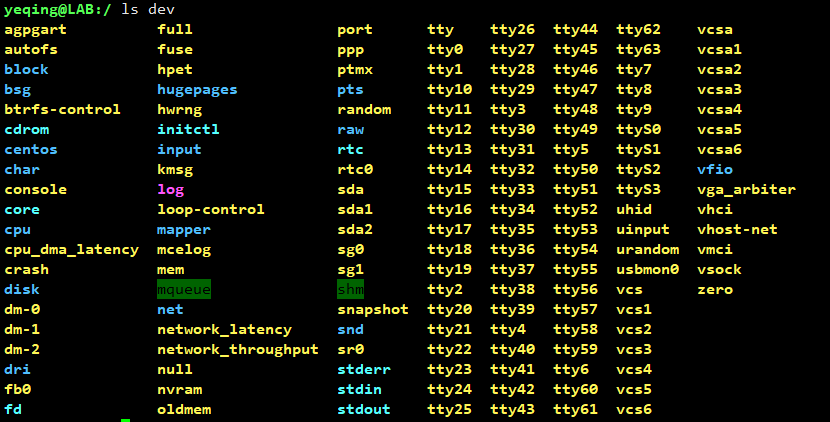 yeqing@LAB:/ ls dev
agpgart full port tty tty26 tty44 tty62 vcsa
autofs fuse ppp tty0 tty27 tty45 tty63 vcsa1
block hpet ptmx tty1 tty28 tty46 tty7 vcsa2
bsg hugepages pts tty10 tty29 tty47 tty8 vcsa3
btrfs-control hwrng random tty11 tty3 tty48 tty9 vcsa4
cdrom initctl raw tty12 tty30 tty49 ttyS0 vcsa5
centos input rtc tty13 tty31 tty5 ttyS1 vcsa6
char kmsg rtc0 tty14 tty32 tty50 ttyS2 vfio
console log sda tty15 tty33 tty51 ttyS3 vga_arbiter
core loop-control sda1 tty16 tty34 tty52 uhid vhci
cpu mapper sda2 tty17 tty35 tty53 uinput vhost-net
cpu_dma_latency mcelog sg0 tty18 tty36 tty54 urandom vmci
crash mem sg1 tty19 tty37 tty55 usbmon0 vsock
disk mqueue shm tty2 tty38 tty56 vcs zero
dm-0 net snapshot tty20 tty39 tty57 vcs1
dm-1 network_latency snd tty21 tty4 tty58 vcs2
dm-2 network_throughput sr0 tty22 tty40 tty59 vcs3
dri null stderr tty23 tty41 tty6 vcs4
fb0 nvram stdin tty24 tty42 tty60 vcs5
fd oldmem stdout tty25 tty43 tty61 vcs6